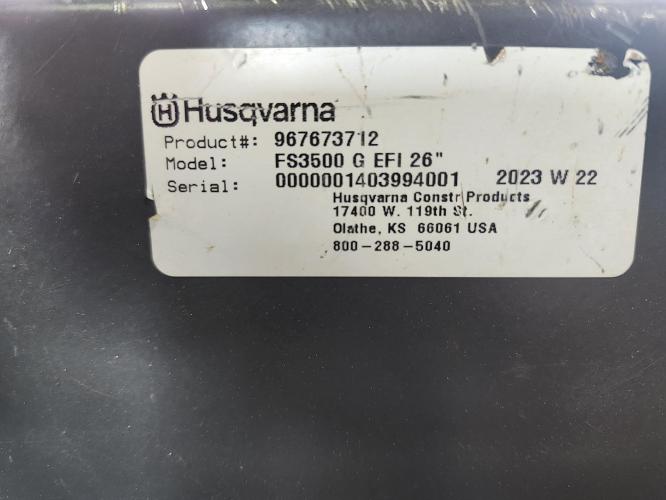 Husqvarna
Product#: 967673712
Model: FS3500 G EFI 26"
Serial: 0000001403994001 2023 W 22
Husqvarna Constr Products
17400 W. 119th St.
Olathe, KS 66061 USA
800-288-5040